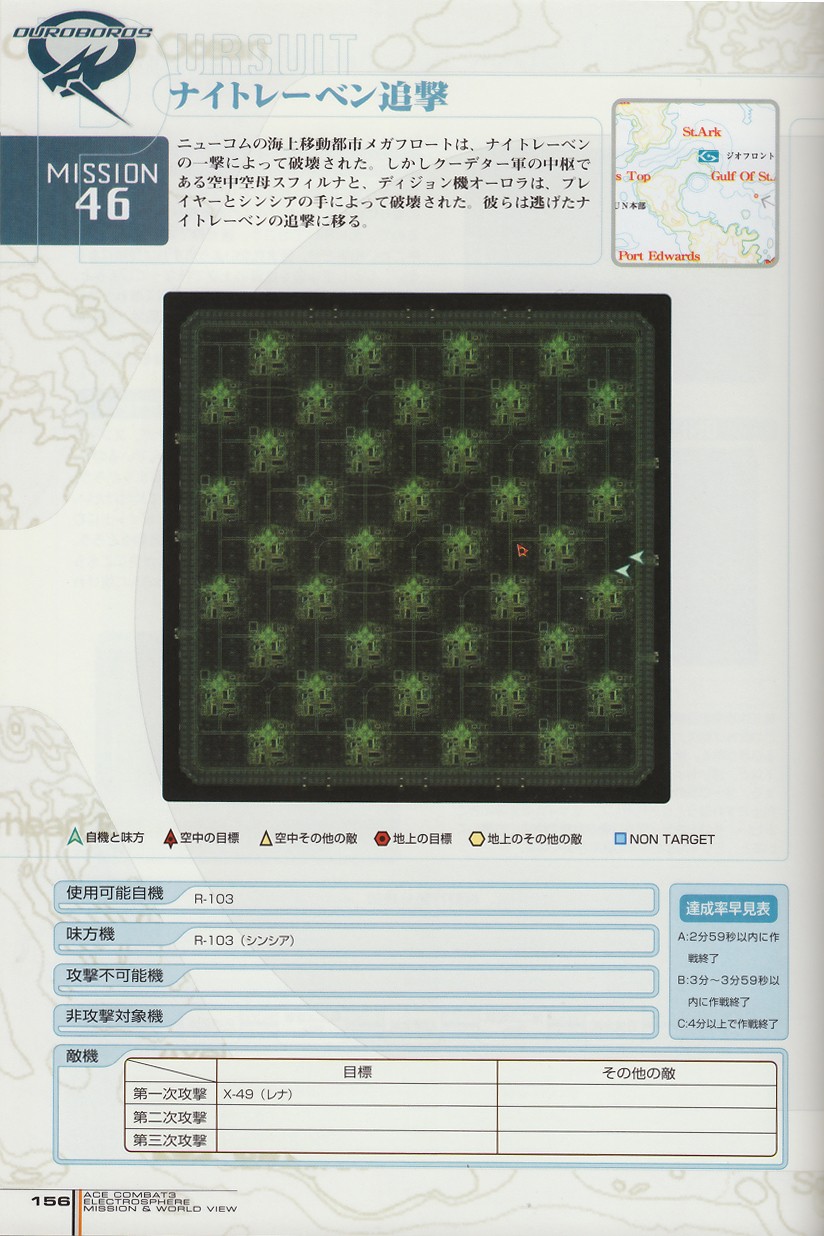 OUROBOROS
PURSUIT
ナイトレーベン追撃
MISSION
46
ニューコムの海上移動都市メガフロートは、ナイトレーベン
の一撃によって破壊された。しかしクーデター軍の中枢で
ある空中空母スフィルナと、ディジョン機オーロラは、プレ
イヤーとシンシアの手によって破壊された。彼らは逃げたナ
イトレーベンの追撃に移る。
St.Ark
ジオフロント
s Top
Gulf Of St.
UN本部
Port Edwards
自機と味方
空中の目標
空中その他の敵
地上の目標
地上のその他の敵
NON TARGET
使用可能自機
R-103
味方機
R-103（シンシア）
攻撃不可能機
非攻撃対象機
達成率早見表
A:2分59秒以内に作
戦終了
B:3分～3分59秒以
内に作戦終了
C:4分以上で作戦終了
敵機
目標 その他の敵
第一次攻撃 X-49（レナ）
第二次攻撃
第三次攻撃
156
ACE COMBAT3
ELECTROSPHERE
MISSION & WORLD VIEW